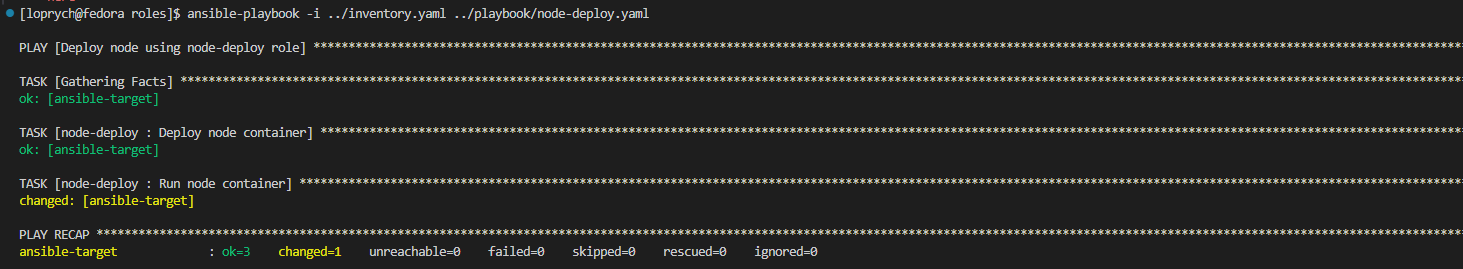 [loprych@fedora roles]$ ansible-playbook -i ../inventory.yaml ../playbook/node-deploy.yaml
PLAY [Deploy node using node-deploy role] ****************************************************************************************************************************************************************
TASK [Gathering Facts] ***********************************************************************************************************************************************************************************
ok: [ansible-target]
TASK [node-deploy : Deploy node container] ***************************************************************************************************************************************************************
ok: [ansible-target]
TASK [node-deploy : Run node container] ******************************************************************************************************************************************************************
changed: [ansible-target]
PLAY RECAP ***********************************************************************************************************************************************************************************************
ansible-target             : ok=3    changed=1    unreachable=0    failed=0    skipped=0    rescued=0    ignored=0